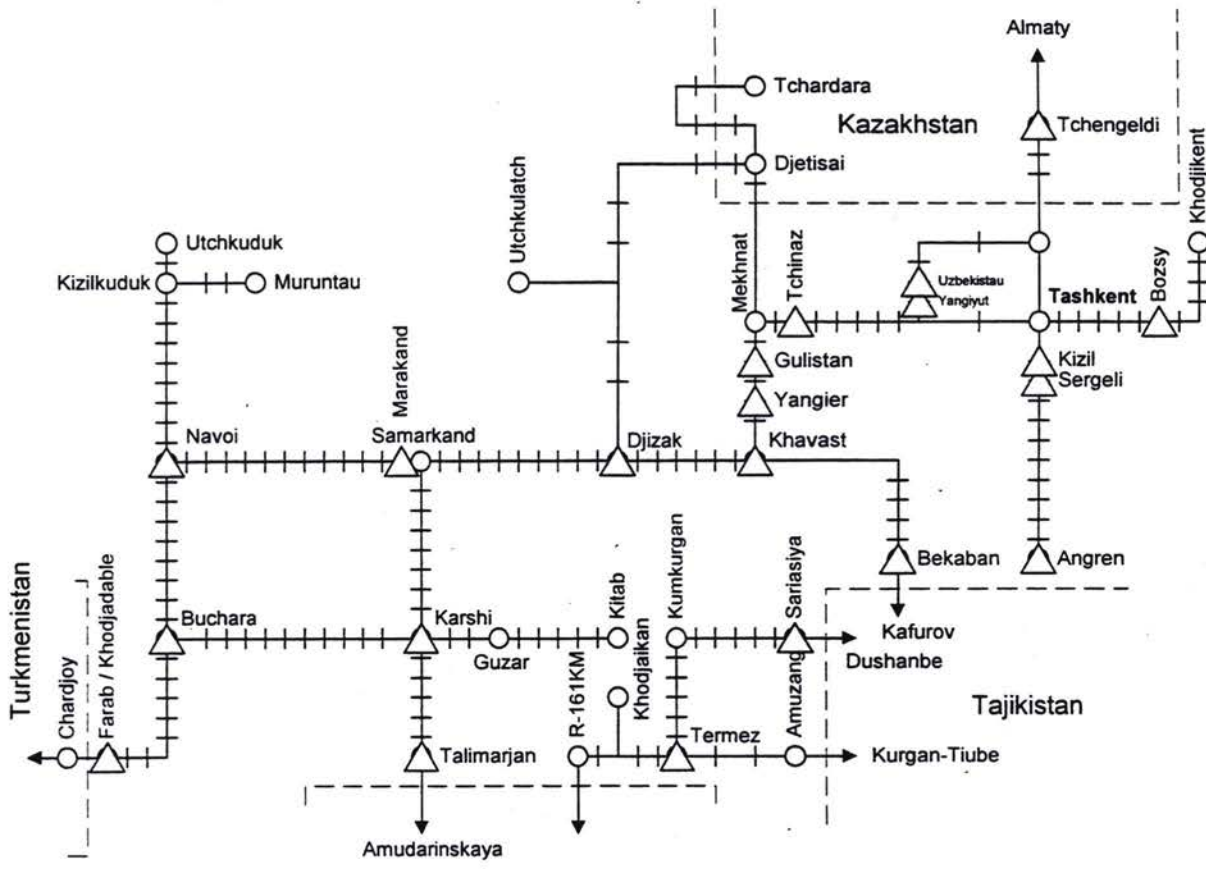 Almaty
Tchardara
Kazakhstan
Tchengeldi
Khodjikent
Djetisai
Utchkulatch
Utchkuduk
Kizilkuduk
Muruntau
Mekhnat
Tchinaz
Uzbekistau
Yangiyut
Tashkent
Bozsy
Gulistan
Kizil
Sergeli
Marakand
Yangier
Navoi
Samarkand
Djizak
Khavast
Bekaban
Angren
Turkmenistan
Chardjoy
Farab / Khodjadable
Buchara
Karshi
Guzar
Kitab
Kumkurgan
Sariasiya
Kafurov
Dushanbe
R-161KM
Khodjaikan
Amuzang
Tajikistan
Talimarjan
Termez
Kurgan-Tiube
Amudarinskaya